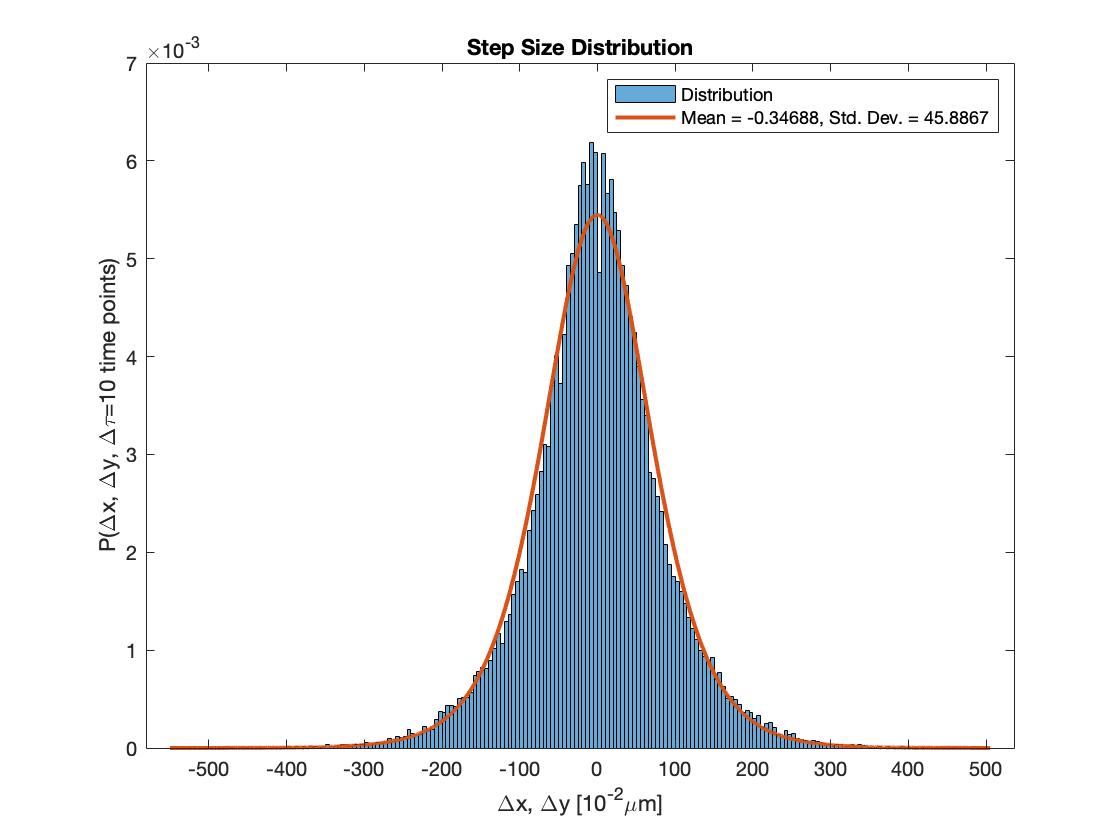 Step Size Distribution
×10^-3
Distribution
Mean = -0.34688, Std. Dev. = 45.8867
7
6
5
4
3
2
1
0
P(Δx, Δy, Δτ=10 time points)
-500 -400 -300 -200 -100 0 100 200 300 400 500
Δx, Δy [10^-2 μm]